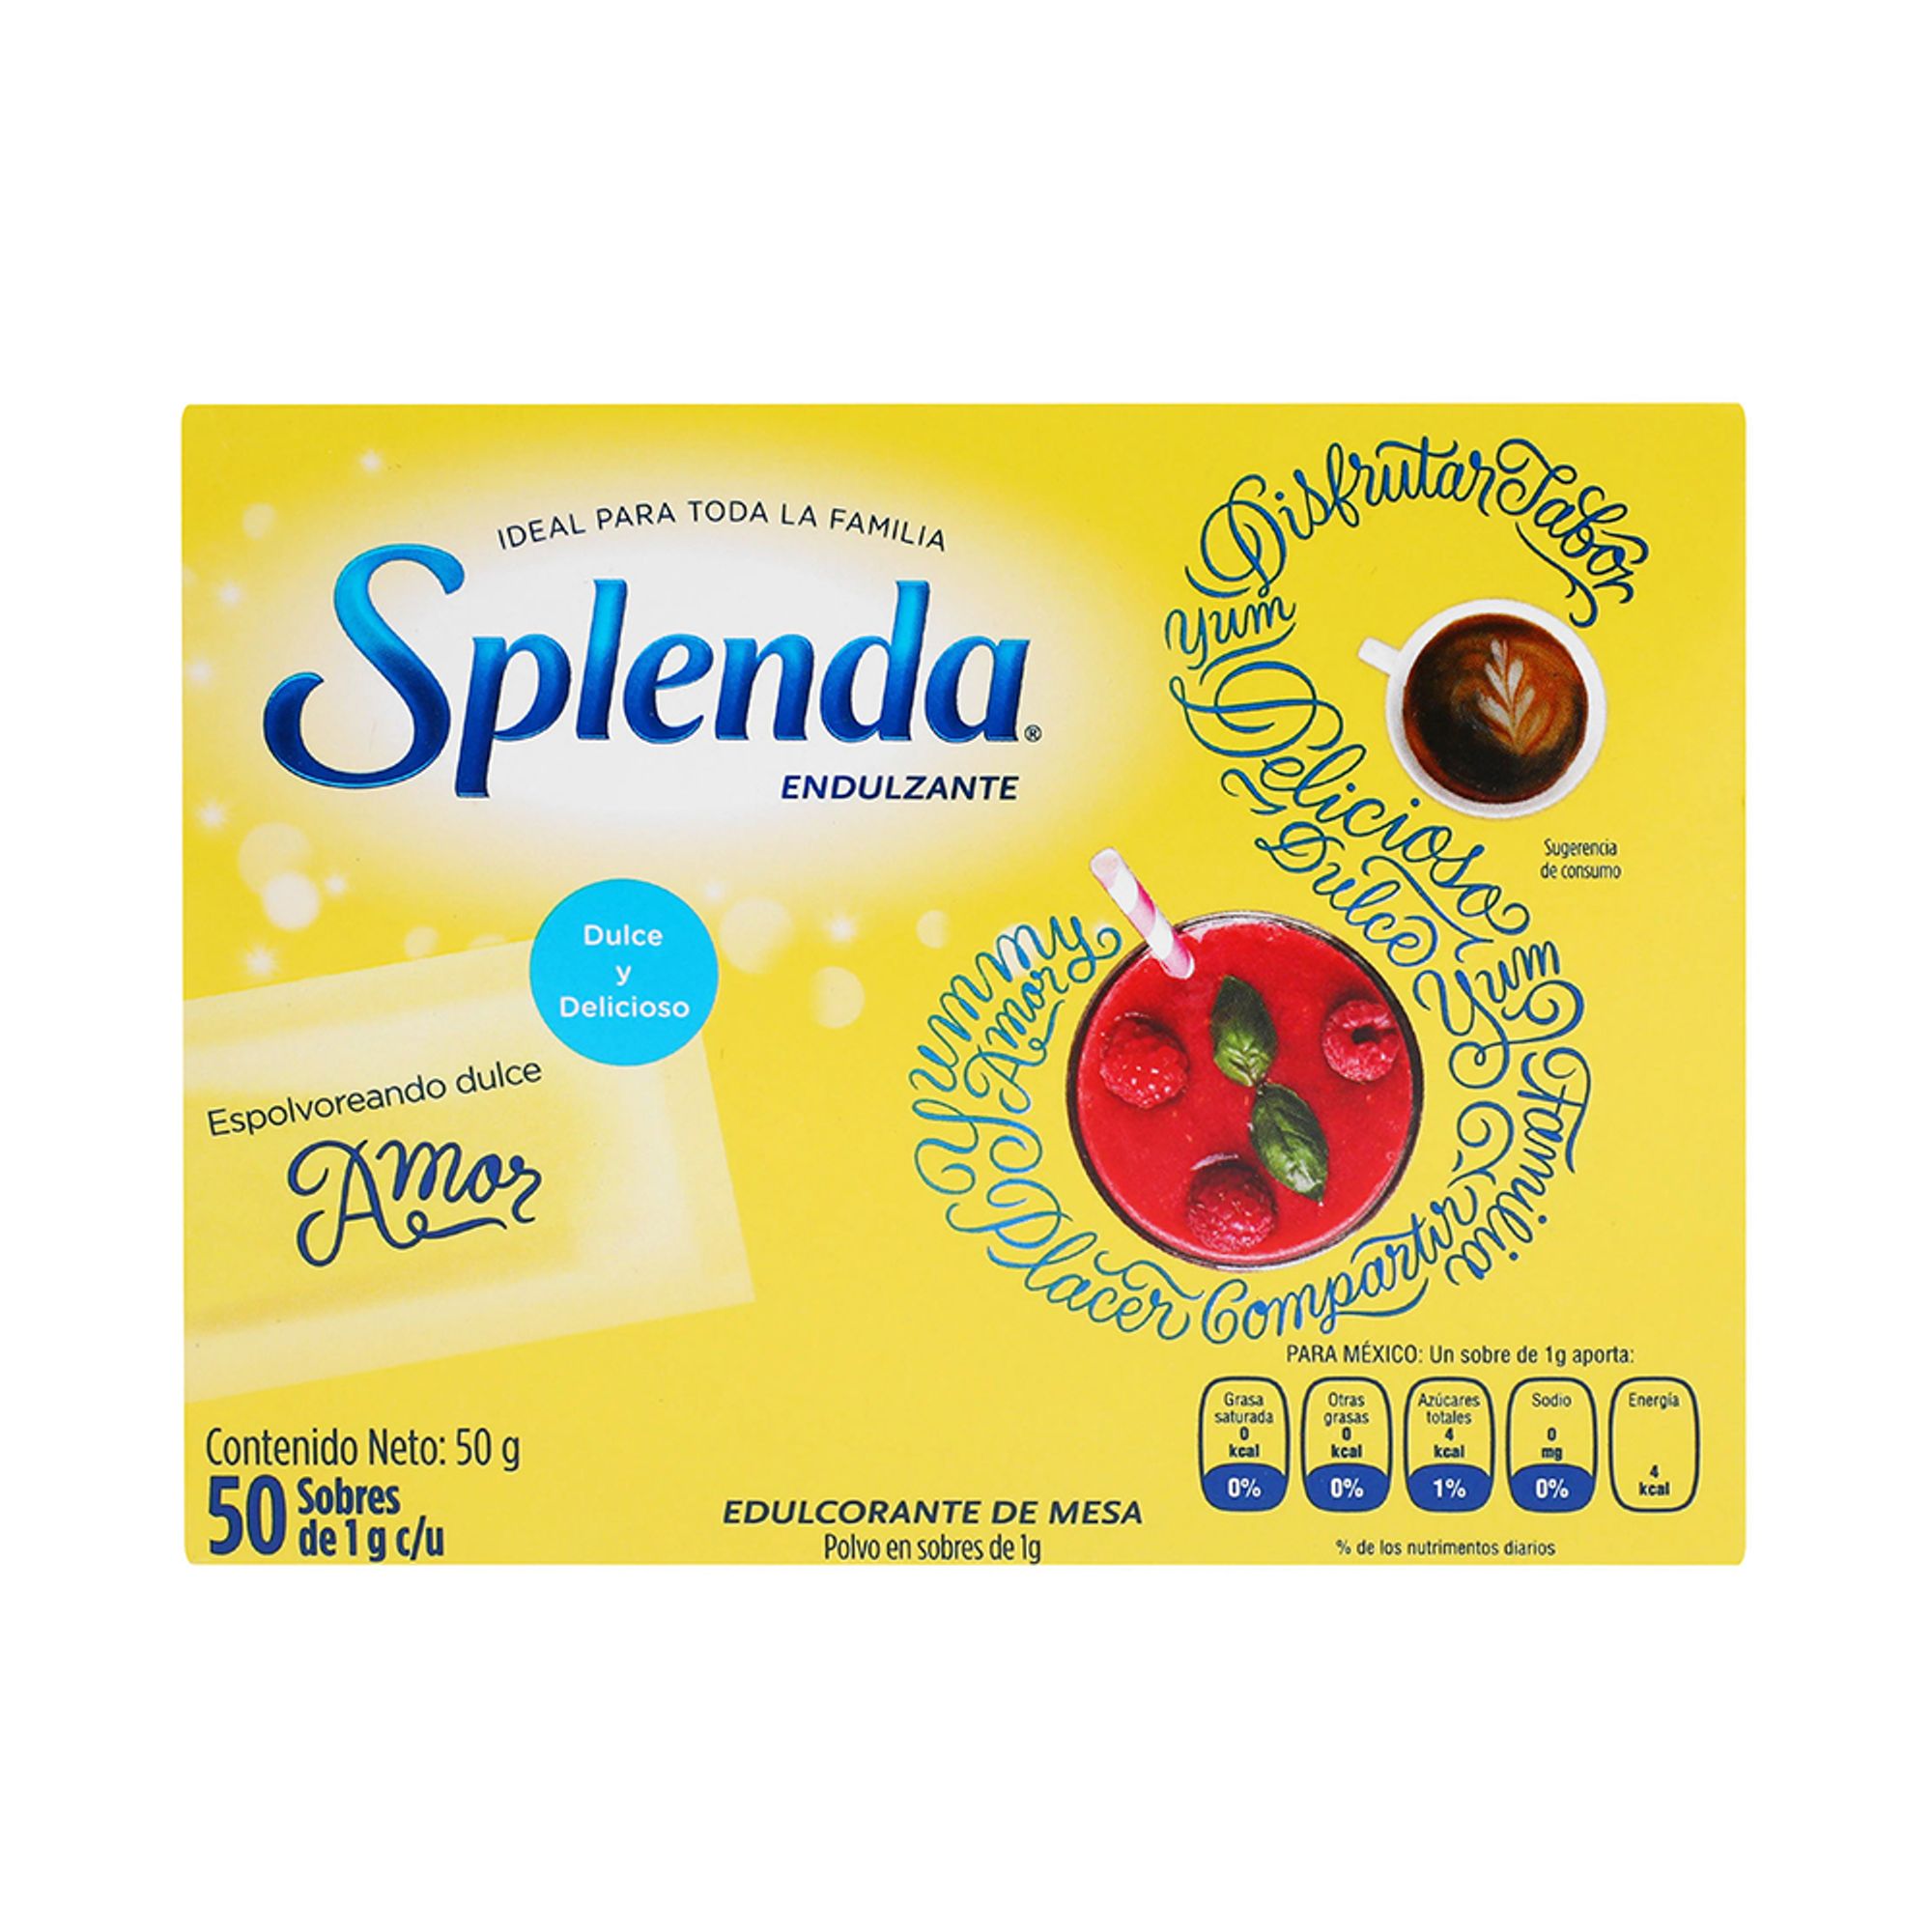 IDEAL PARA TODA LA FAMILIA
Splenda®
ENDULZANTE
Dulce
y
Delicioso
Espolvoreando dulce
Amor
Disfrutar Sabor
Yum
Delicioso
Dulce
Yum
Familia
Compartir
Placer
Yummy
Amor
Sugerencia
de consumo
PARA MÉXICO: Un sobre de 1g aporta:
Grasa saturada 0 kcal 0%
Otras grasas 0 kcal 0%
Azúcares totales 4 kcal 1%
Sodio 0 mg 0%
Energía 4 kcal
% de los nutrimentos diarios
Contenido Neto: 50 g
50 Sobres
de 1 g c/u
EDULCORANTE DE MESA
Polvo en sobres de 1g